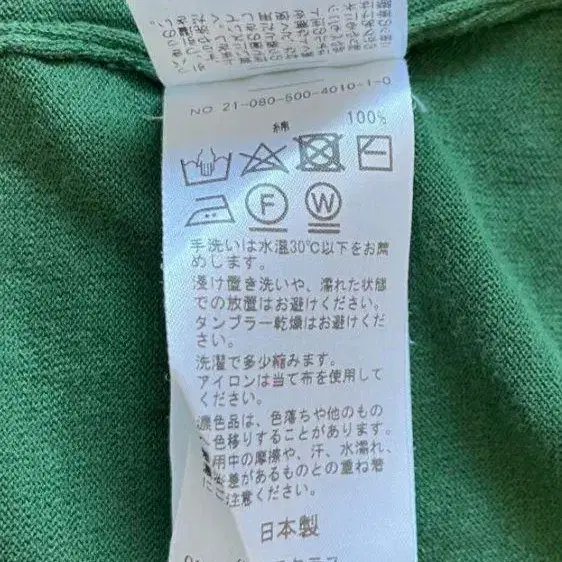 NO 21-080-500-4010-1-0
綿 100%
F W
手洗いは水温30℃以下をお薦
めします。
浸け置き洗いや、濡れた状態
での放置はお避けください。
タンブラー乾燥はお避けくだ
さい。
洗濯で多少縮みます。
アイロンは当て布を使用して
ください。
濃色品は、色落ちや他のもの
へ色移りすることがあります。
着用中の摩擦や、汗、水濡れ、
差があるものとの重ね着
ご注意ください。
日本製